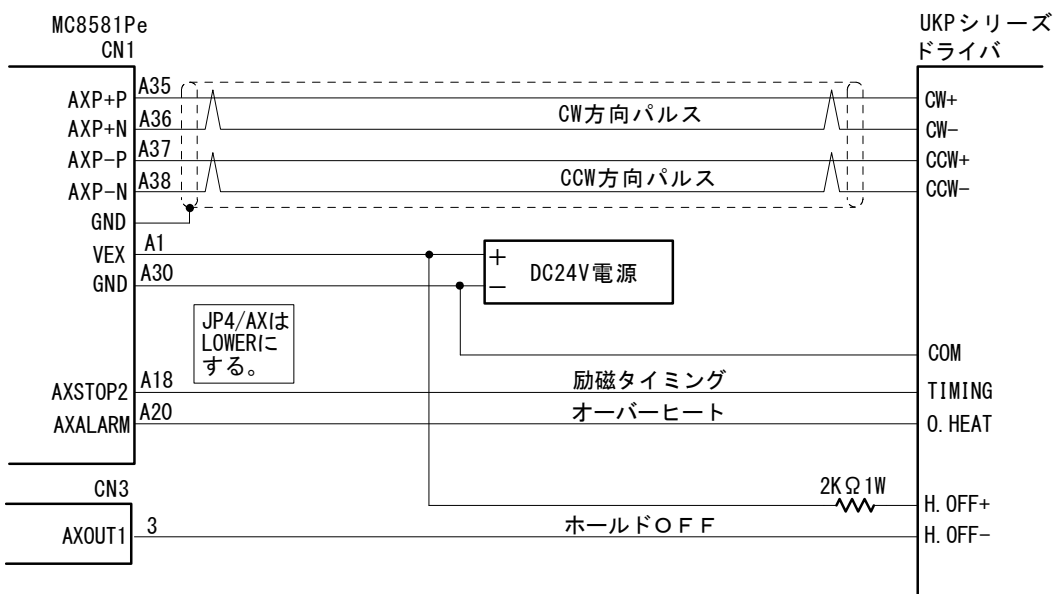 MC8581Pe
CN1
UKPシリーズ
ドライバ
AXP+P
A35
CW+
AXP+N
A36
CW方向パルス
CW-
AXP-P
A37
CCW+
AXP-N
A38
CCW方向パルス
CCW-
GND
VEX
A1
+
DC24V電源
GND
A30
-
JP4/AXは
LOWERに
する。
COM
AXSTOP2
A18
励磁タイミング
TIMING
AXALARM
A20
オーバーヒート
O.HEAT
CN3
2KΩ1W
H.OFF+
AXOUT1
3
ホールドOFF
H.OFF-